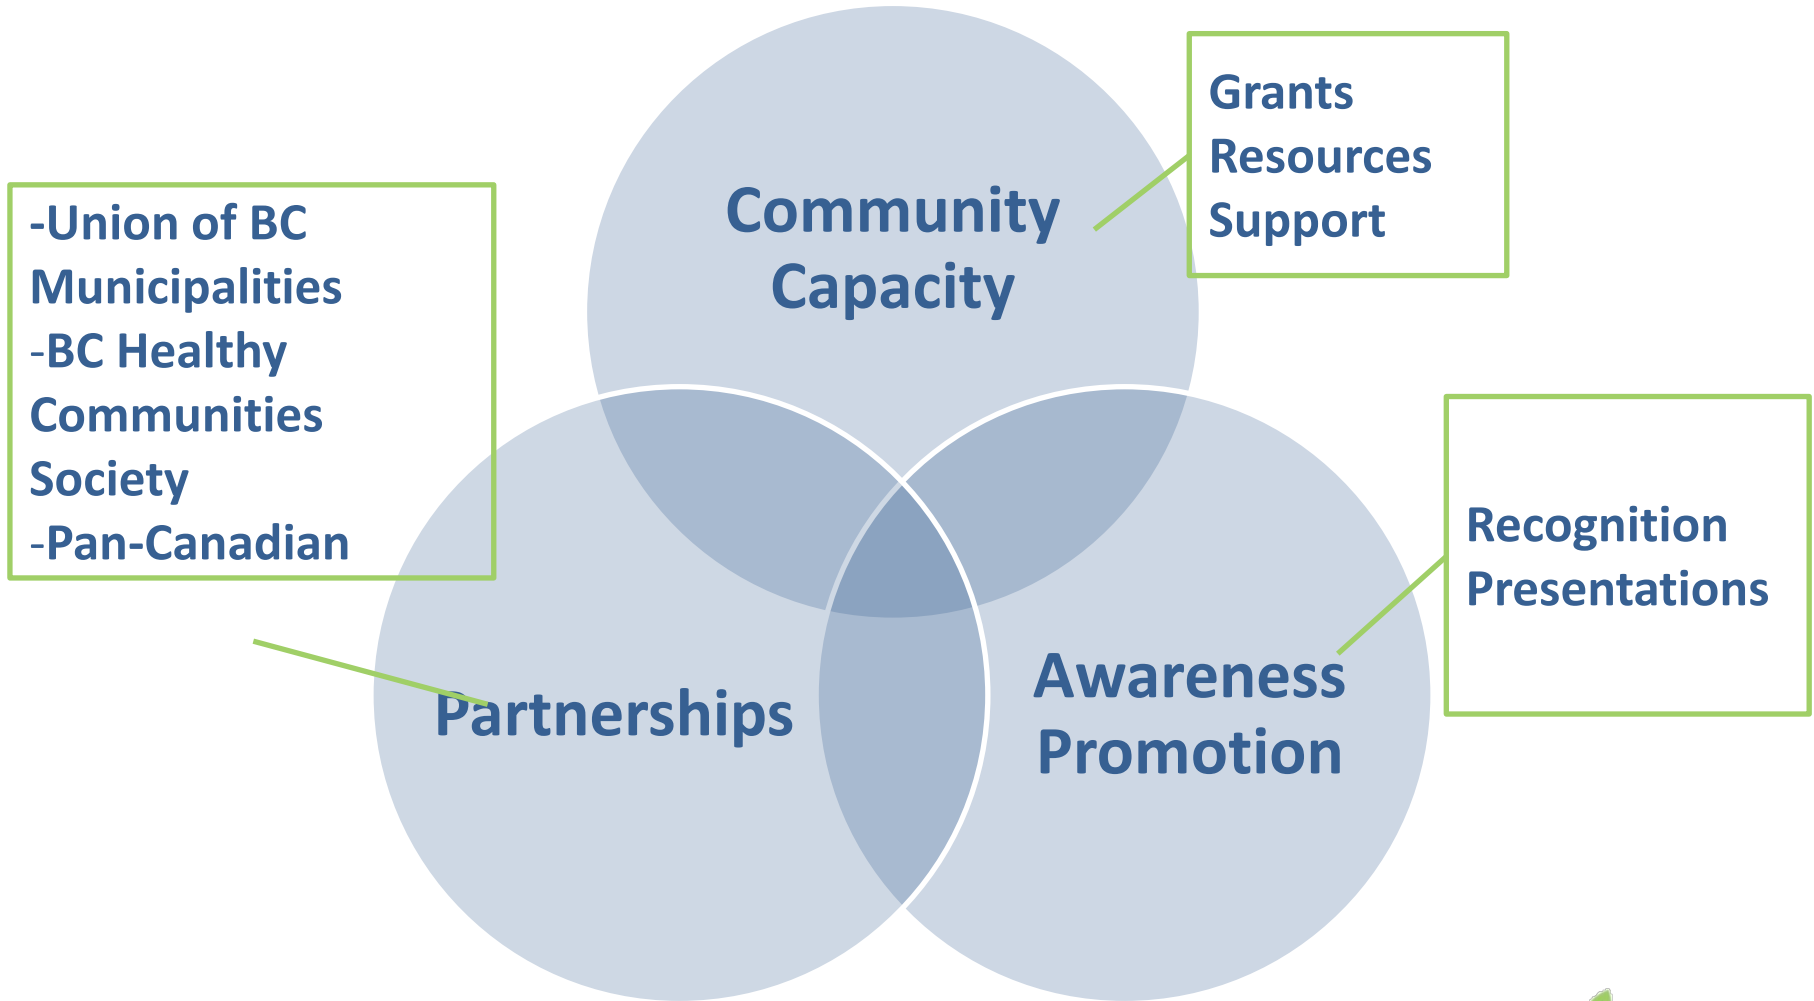 Community
Capacity
Grants
Resources
Support
-Union of BC
Municipalities
-BC Healthy
Communities
Society
-Pan-Canadian
Recognition
Presentations
Partnerships
Awareness
Promotion